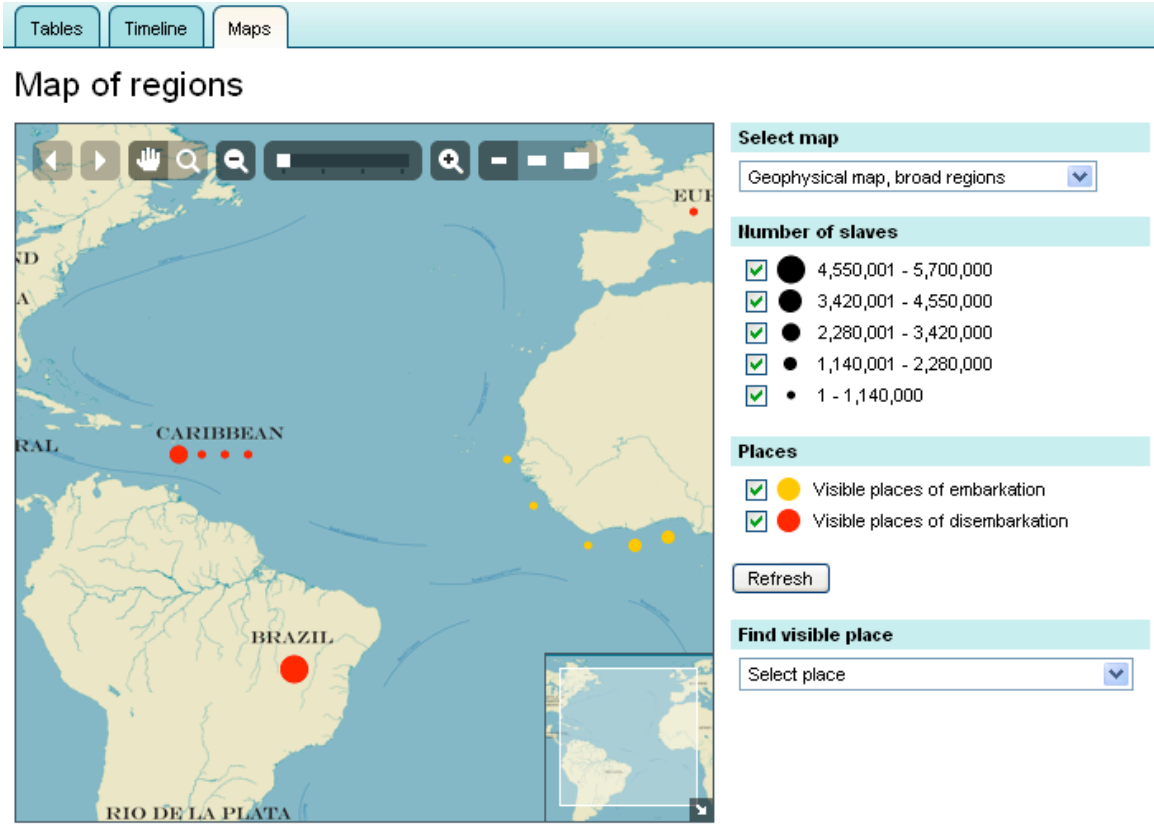 Tables
Timeline
Maps
Map of regions
EUR
ND
A
CARIBBEAN
RAL
BRAZIL
RIO DE LA PLATA
Select map
Geophysical map, broad regions
Number of slaves
4,550,001 - 5,700,000
3,420,001 - 4,550,000
2,280,001 - 3,420,000
1,140,001 - 2,280,000
1 - 1,140,000
Places
Visible places of embarkation
Visible places of disembarkation
Refresh
Find visible place
Select place